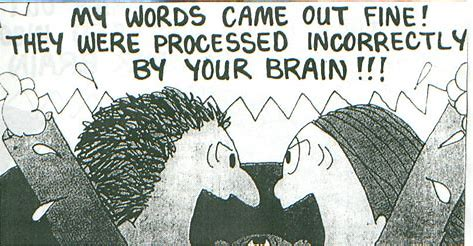 MY WORDS CAME OUT FINE!
THEY WERE PROCESSED INCORRECTLY
BY YOUR BRAIN!!!